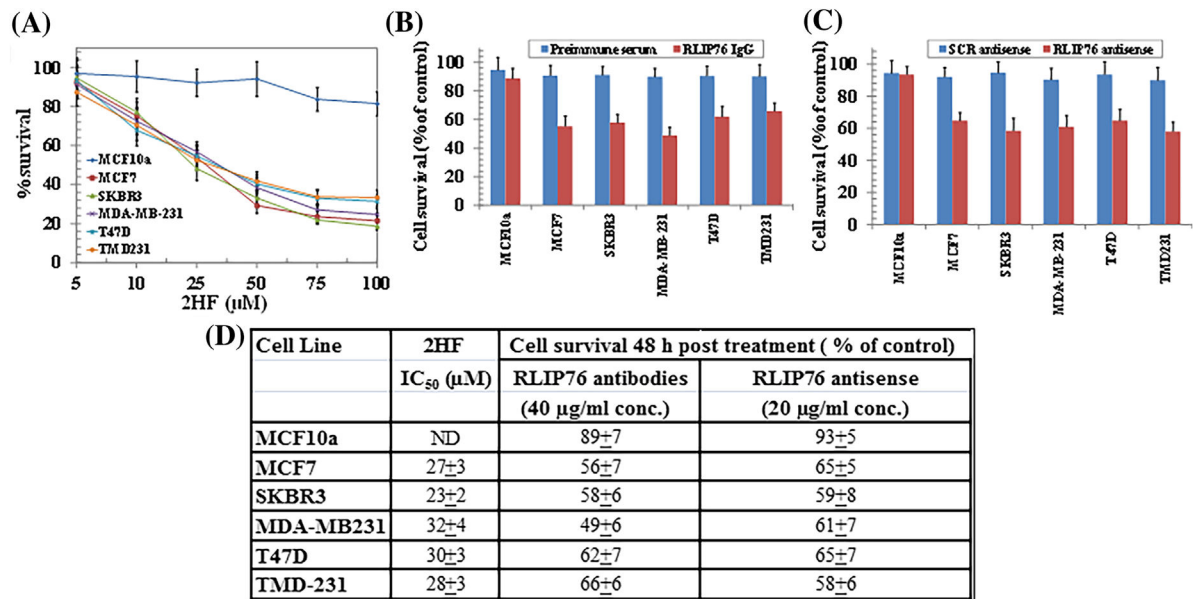 (A)
100
80
60
40
20
0
%survival
MCF10a
MCF7
SKBR3
MDA-MB-231
T47D
TMD231
5 10 25 50 75 100
2HF (µM)
(B)
Preimmune serum RLIP76 IgG
Cell survival (% of control)
100
80
60
40
20
0
MCF10a
MCF7
SKBR3
MDA-MB-231
T47D
TMD231
(C)
SCR antisense RLIP76 antisense
Cell survival (% of control)
100
80
60
40
20
0
MCF10a
MCF7
SKBR3
MDA-MB-231
T47D
TMD231
(D)
Cell Line 2HF Cell survival 48 h post treatment ( % of control)
IC50 (µM) RLIP76 antibodies RLIP76 antisense
(40 µg/ml conc.) (20 µg/ml conc.)
MCF10a ND 89±7 93±5
MCF7 27±3 56±7 65±5
SKBR3 23±2 58±6 59±8
MDA-MB231 32±4 49±6 61±7
T47D 30±3 62±7 65±7
TMD-231 28±3 66±6 58±6